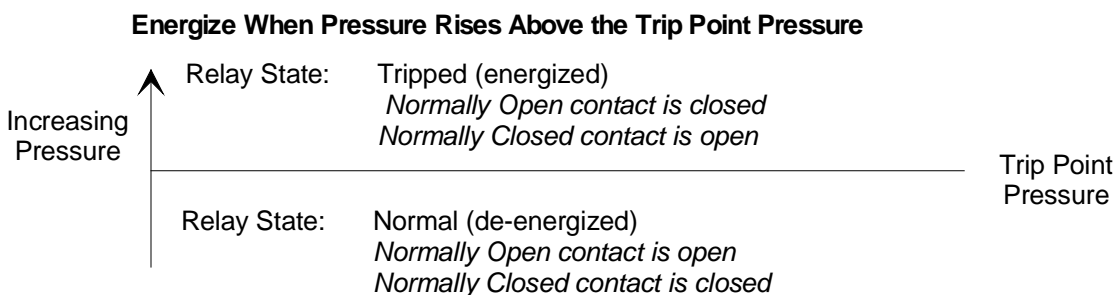 Energize When Pressure Rises Above the Trip Point Pressure
Relay State: Tripped (energized)
Normally Open contact is closed
Normally Closed contact is open
Increasing
Pressure
Trip Point
Pressure
Relay State: Normal (de-energized)
Normally Open contact is open
Normally Closed contact is closed